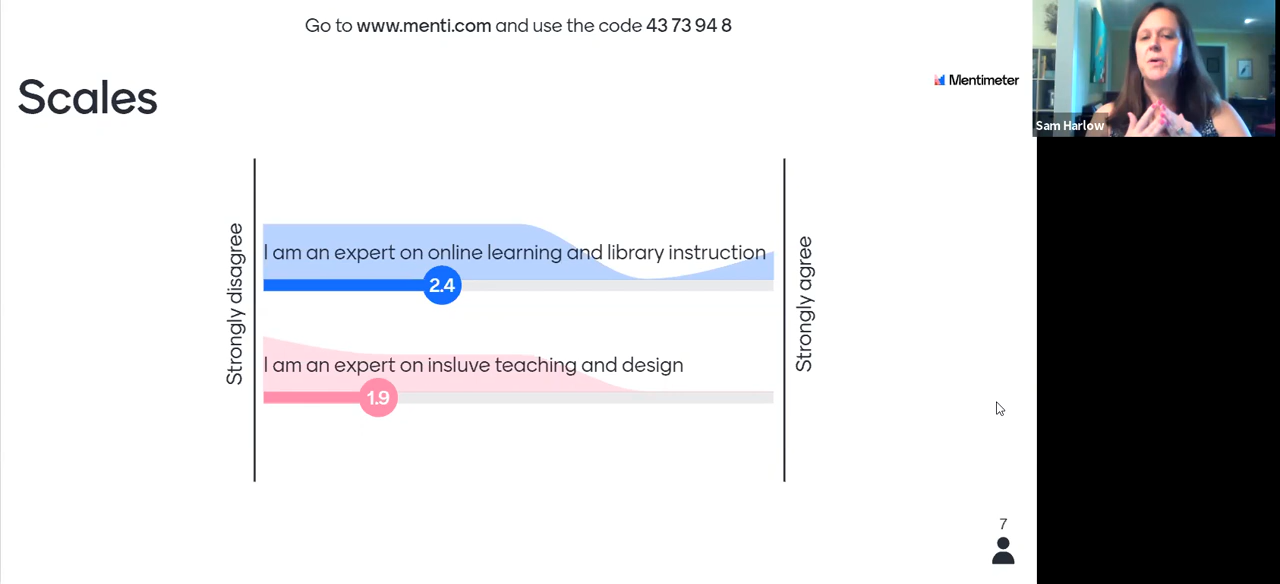 Go to www.menti.com and use the code 43 73 94 8
Scales
Mentimeter
Sam Harlow
Strongly disagree
I am an expert on online learning and library instruction
2.4
I am an expert on insluve teaching and design
1.9
Strongly agree
7